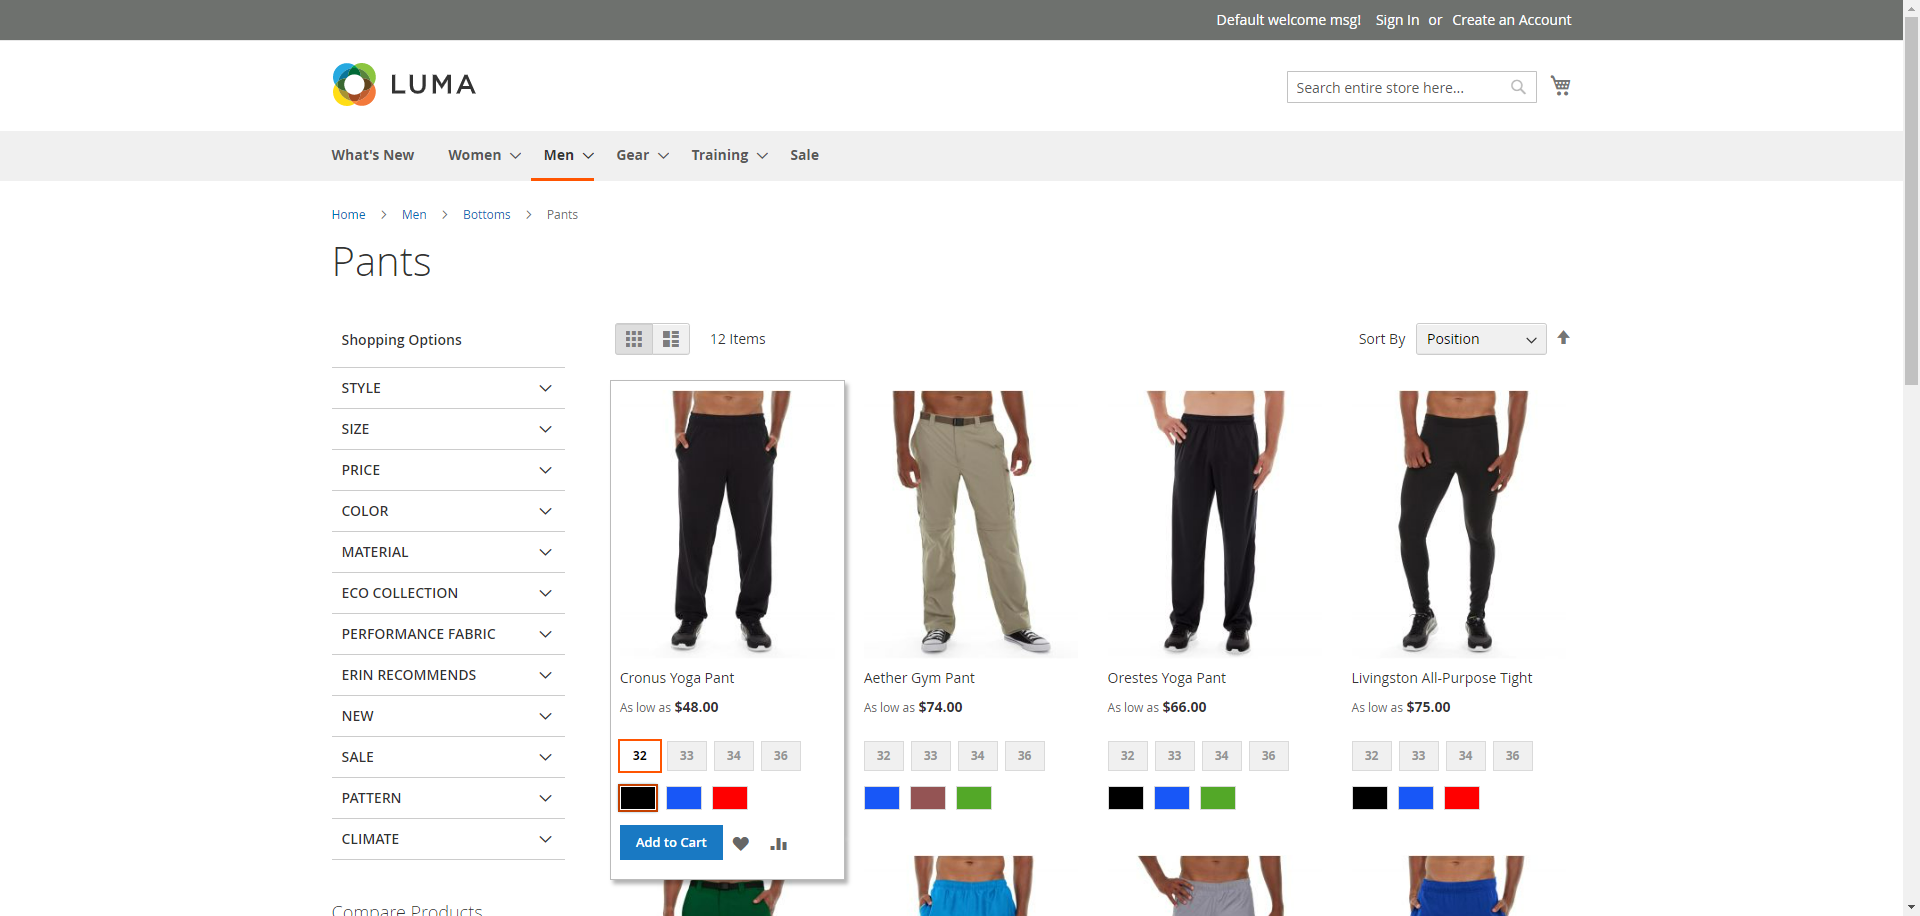 Default welcome msg! Sign In or Create an Account
LUMA
Search entire store here...
What's New Women Men Gear Training Sale
Home Men Bottoms Pants
Pants
Shopping Options
STYLE
SIZE
PRICE
COLOR
MATERIAL
ECO COLLECTION
PERFORMANCE FABRIC
ERIN RECOMMENDS
NEW
SALE
PATTERN
CLIMATE
Compare Products
12 Items
Sort By Position
Cronus Yoga Pant
As low as $48.00
32 33 34 36
Add to Cart
Aether Gym Pant
As low as $74.00
32 33 34 36
Orestes Yoga Pant
As low as $66.00
32 33 34 36
Livingston All-Purpose Tight
As low as $75.00
32 33 34 36